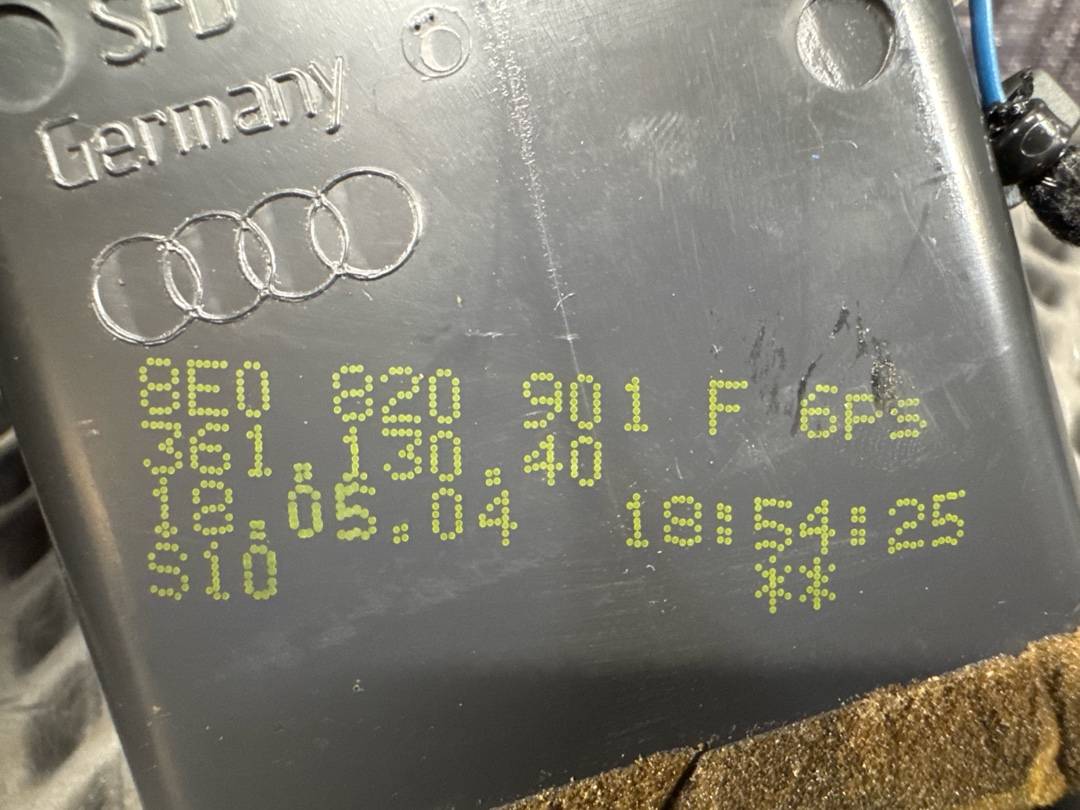 SFD
Germany
8E0.820.901 F 6Ps
361.130.40
18.05.04 18:54:25
S10 **